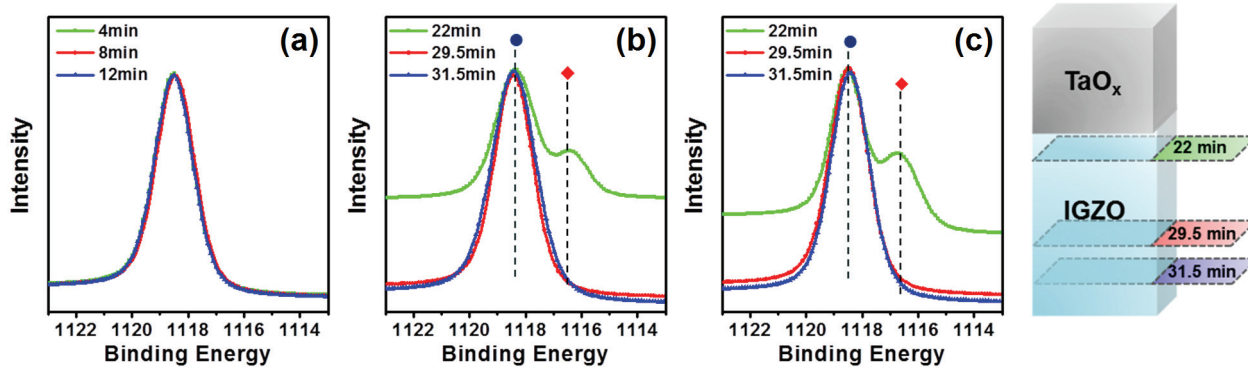 4min
8min
12min
(a)
Intensity
1122 1120 1118 1116 1114
Binding Energy
22min
29.5min
31.5min
(b)
Intensity
1122 1120 1118 1116 1114
Binding Energy
22min
29.5min
31.5min
(c)
Intensity
1122 1120 1118 1116 1114
Binding Energy
TaOₓ
22 min
IGZO
29.5 min
31.5 min